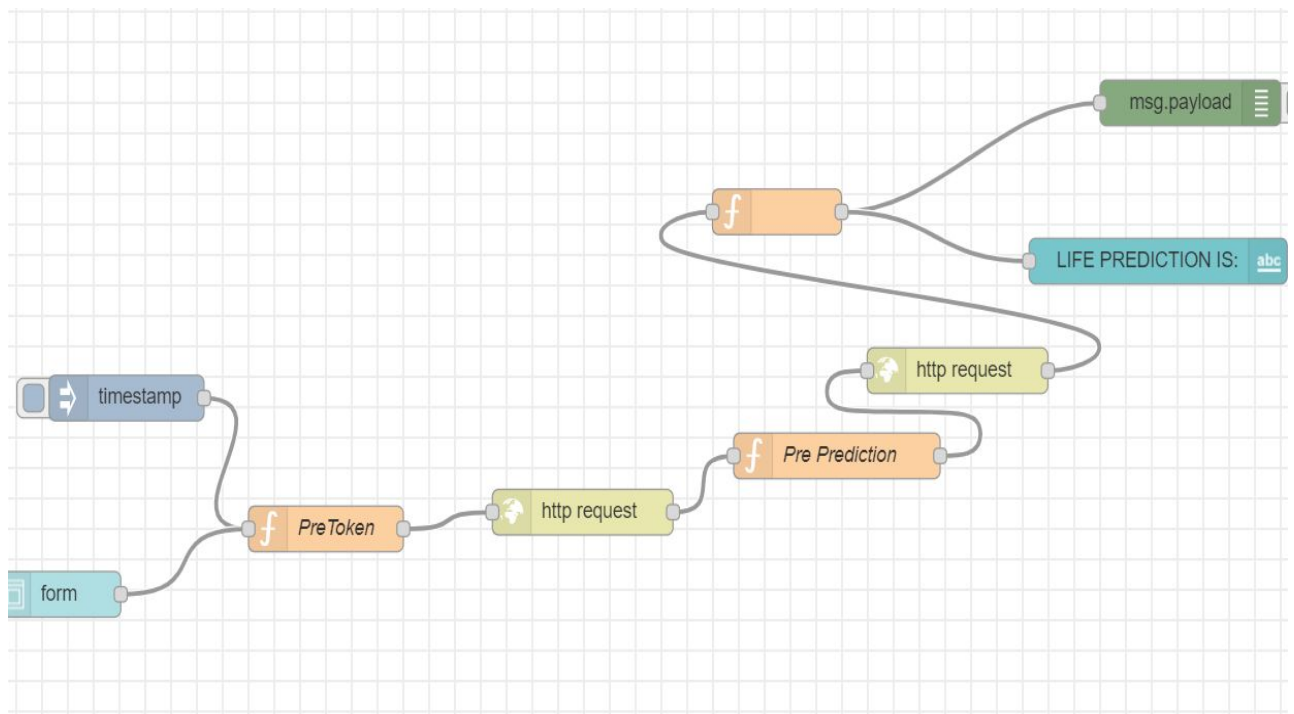 msg.payload
LIFE PREDICTION IS:
abc
http request
timestamp
Pre Prediction
http request
PreToken
form